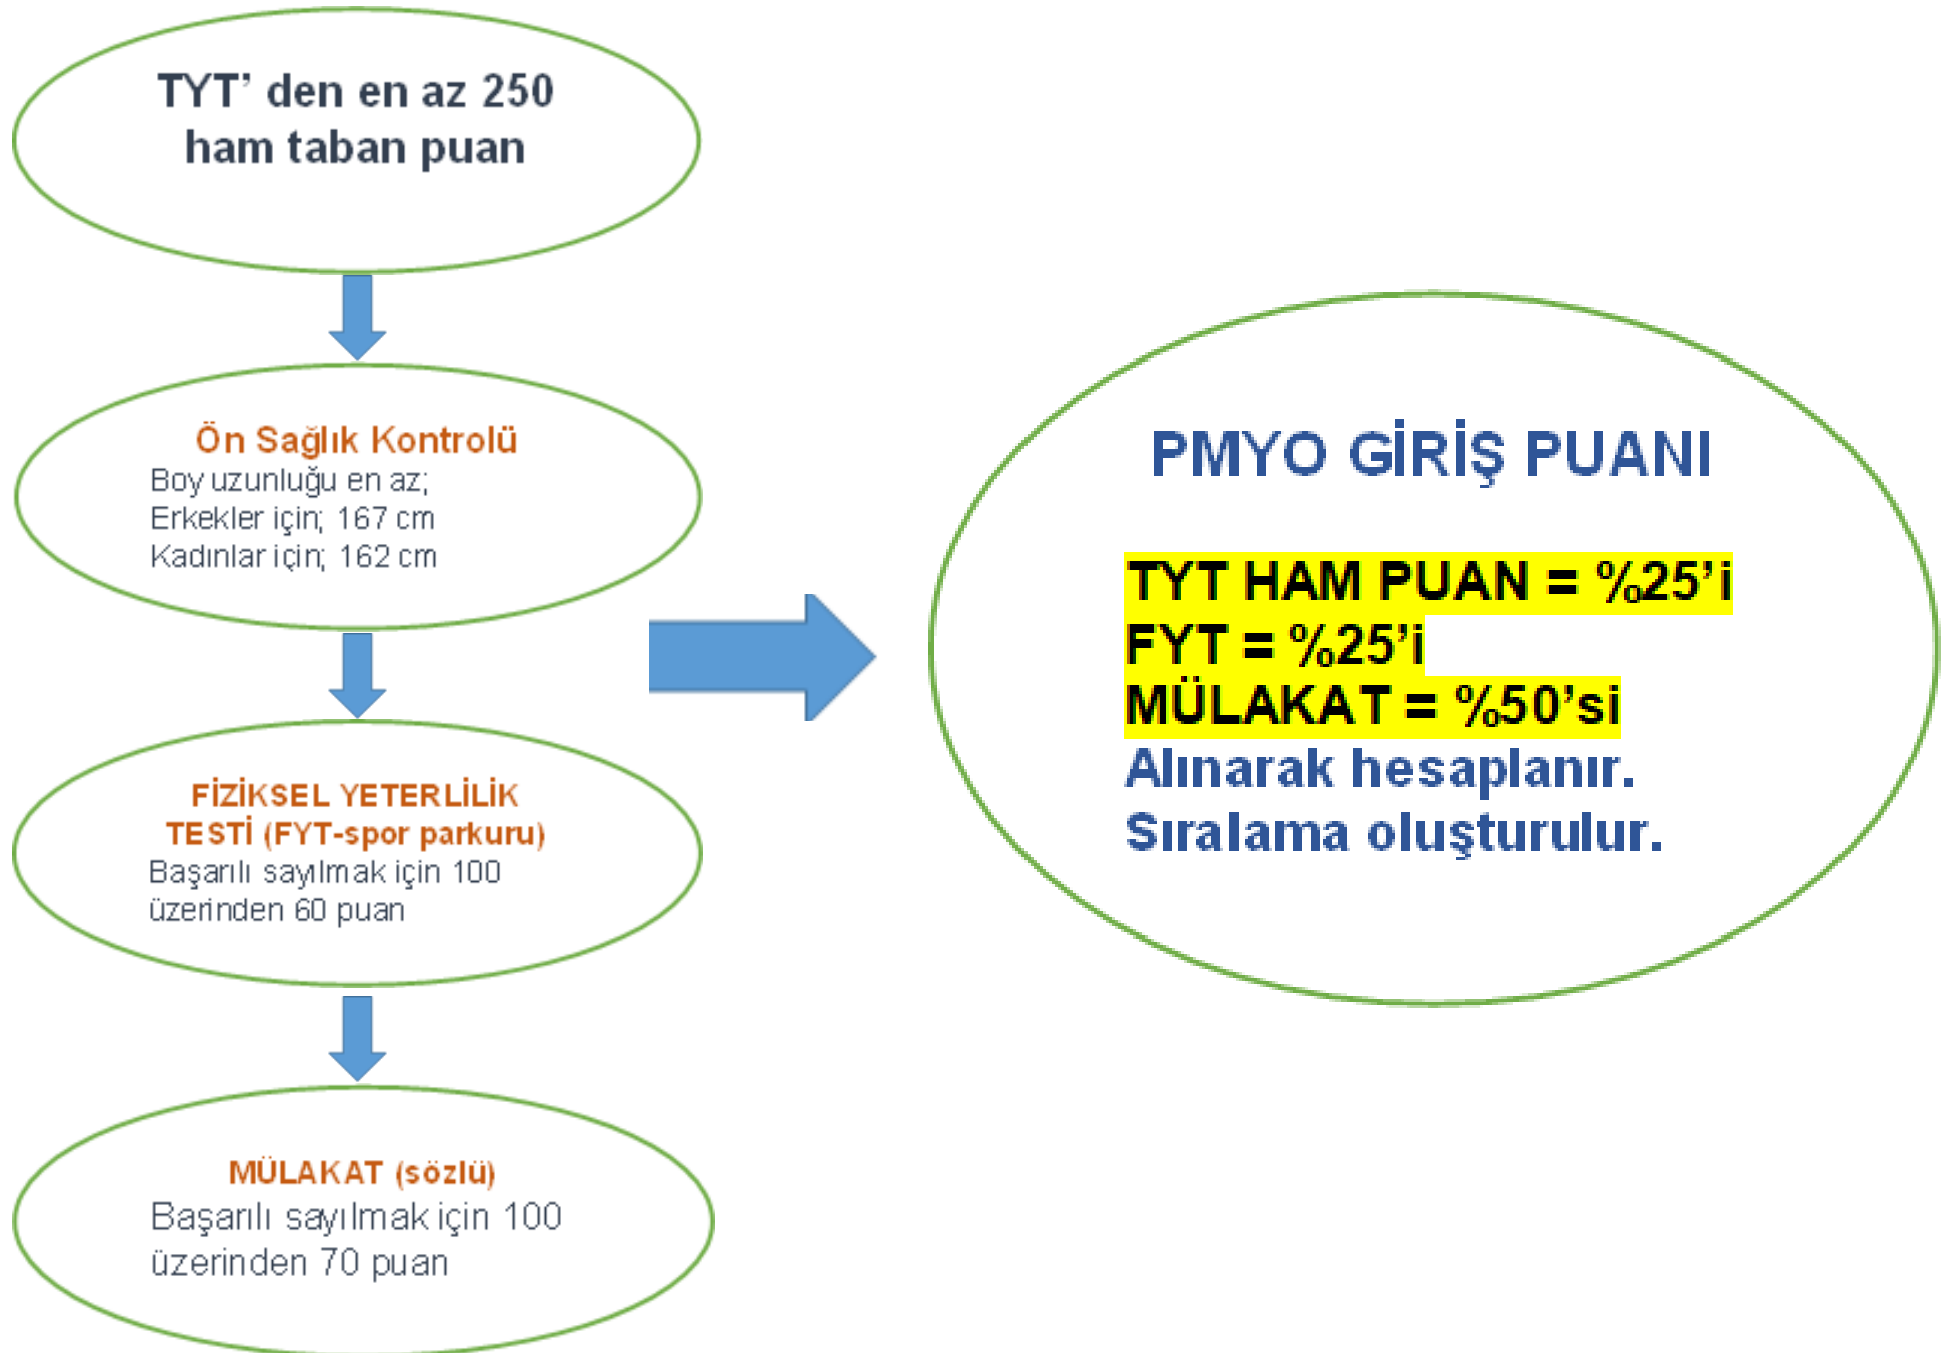 TYT’ den en az 250
ham taban puan
Ön Sağlık Kontrolü
Boy uzunluğu en az;
Erkekler için; 167 cm
Kadınlar için; 162 cm
FİZİKSEL YETERLİLİK
TESTİ (FYT-spor parkuru)
Başarılı sayılmak için 100
üzerinden 60 puan
MÜLAKAT (sözlü)
Başarılı sayılmak için 100
üzerinden 70 puan
PMYO GİRİŞ PUANI
TYT HAM PUAN = %25’i
FYT = %25’i
MÜLAKAT = %50’si
Alınarak hesaplanır.
Sıralama oluşturulur.